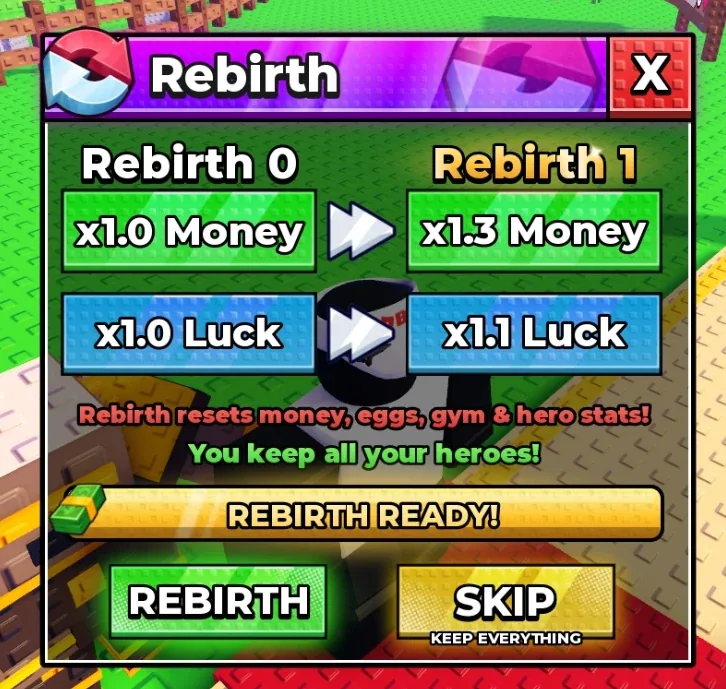 Rebirth
X
Rebirth 0
Rebirth 1
x1.0 Money
x1.3 Money
x1.0 Luck
x1.1 Luck
Rebirth resets money, eggs, gym & hero stats!
You keep all your heroes!
REBIRTH READY!
REBIRTH
SKIP
KEEP EVERYTHING